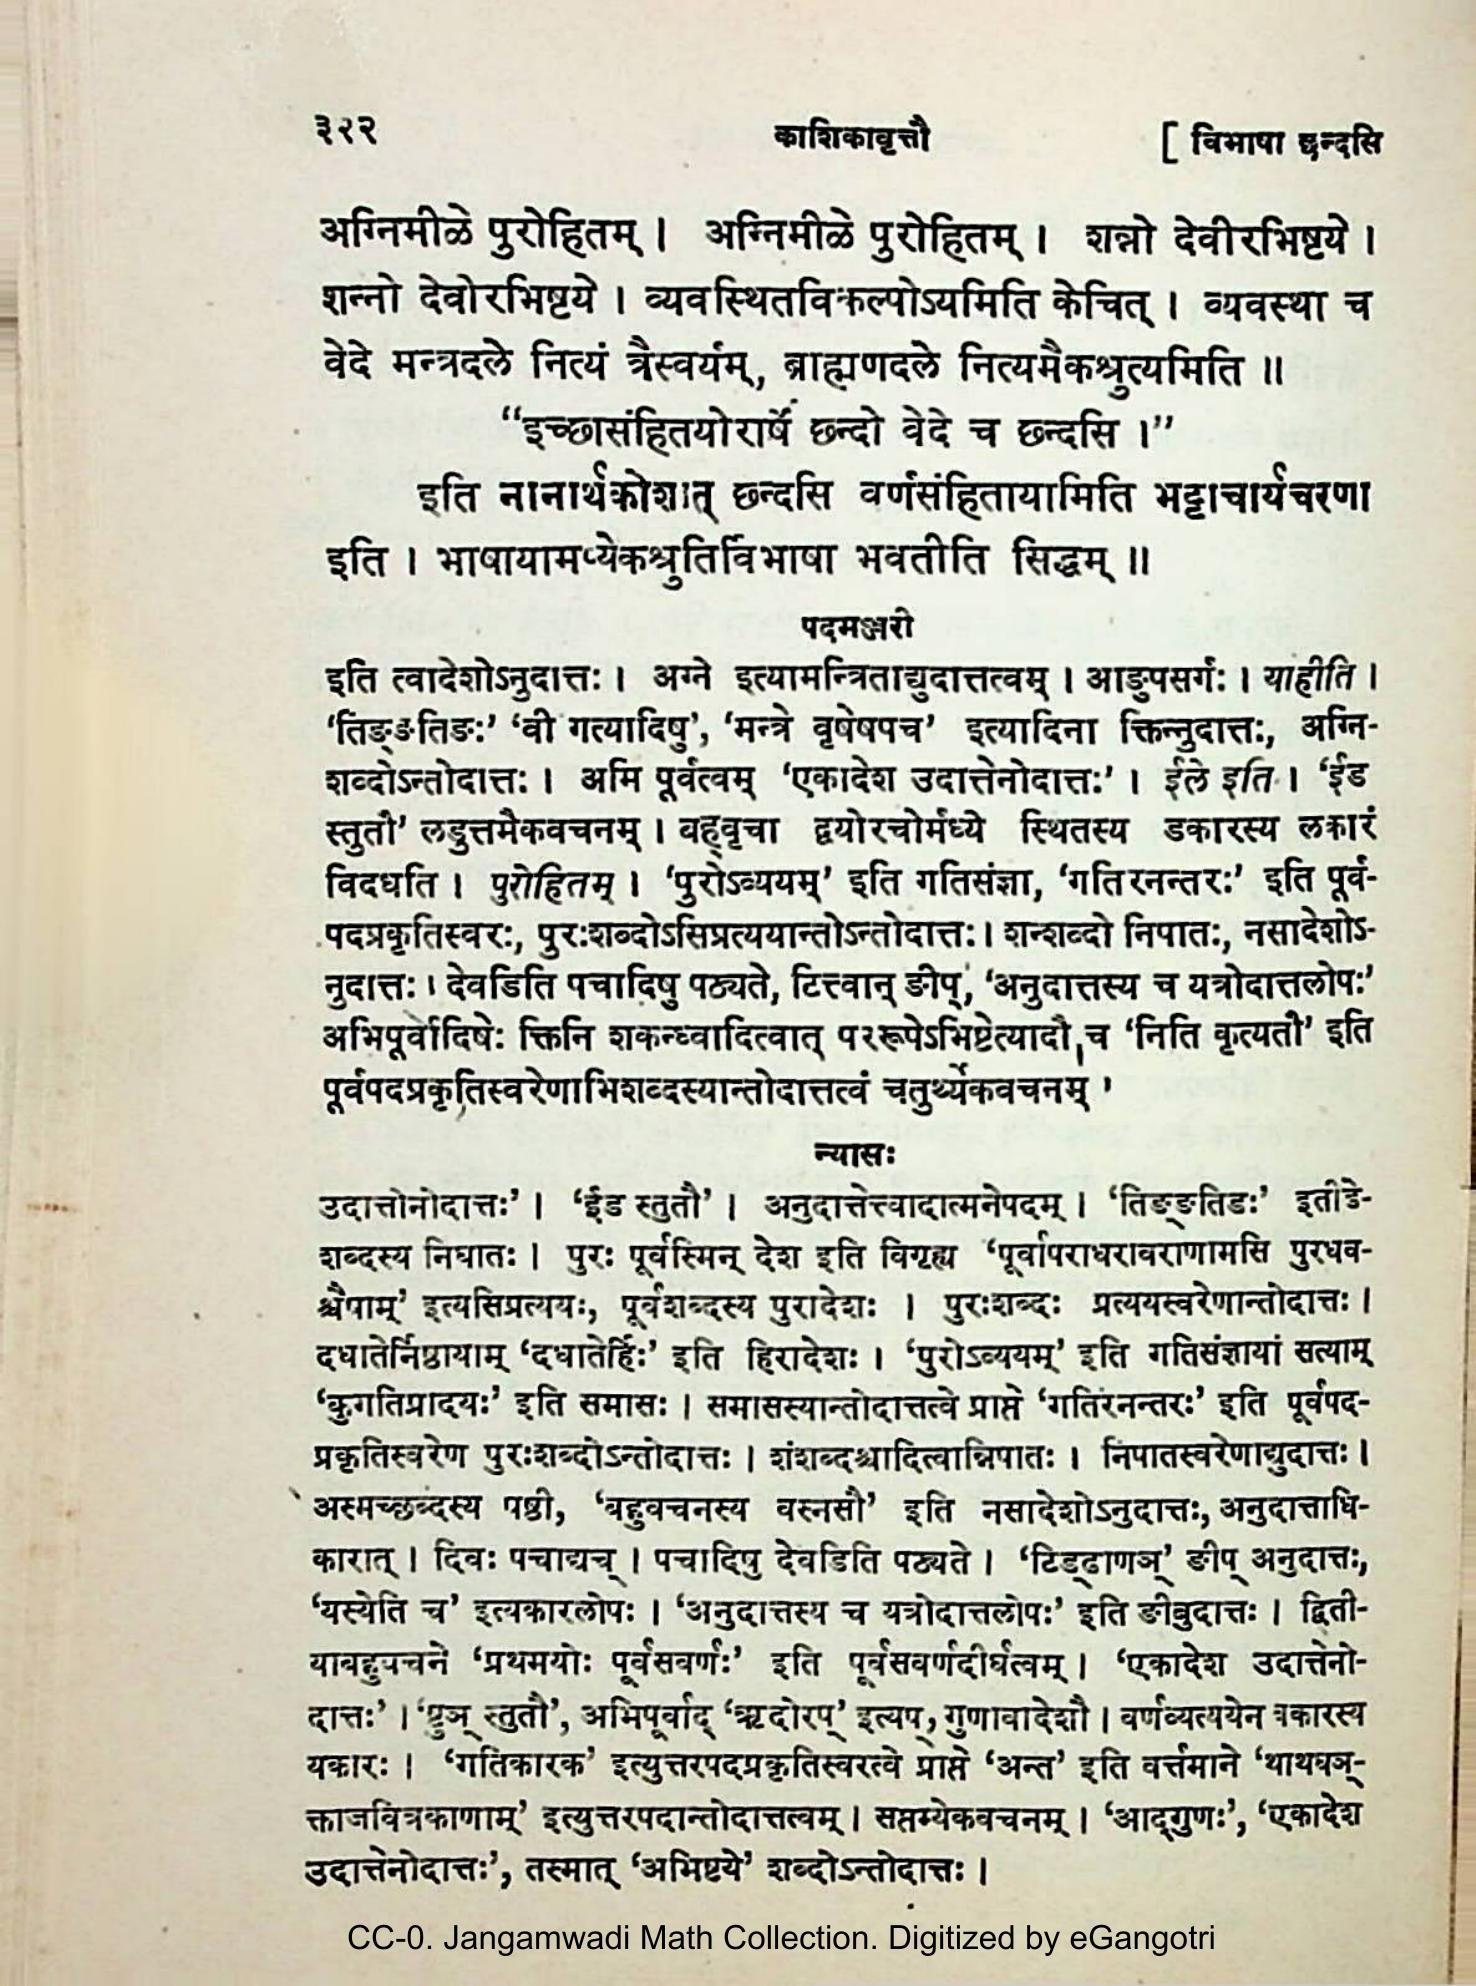 ३२२ काशिकावृत्तौ [ विभाषा छन्दसि
अग्निमीळे पुरोहितम् । अग्निमीळे पुरोहितम् । शन्नो देवीरभिष्टये ।
शन्नो देवोरभिष्टये । व्यवस्थितविकल्पोऽयमिति केचित् । व्यवस्था च
वेदे मन्त्रदले नित्यं त्रैस्वर्यम्, ब्राह्मणदले नित्यमैकश्रुत्यमिति ॥
“इच्छासंहितयोरार्षे छन्दो वेदे च छन्दसि ।”
इति नानार्थकोशात् छन्दसि वर्णसंहितायामिति भट्टाचार्यचरणा
इति । भाषायामप्येकश्रुतिर्विभाषा भवतीति सिद्धम् ॥
पदमञ्जरी
इति त्वादेशोऽनुदात्तः । अग्ने इत्यामन्त्रिताद्युदात्तत्वम् । आङुपसर्गः । याहीति ।
‘तिङ्ङतिङः’ ‘वी गत्यादिषु’, ‘मन्त्रे वृषेषपच’ इत्यादिना क्तिन्नुदात्तः, अग्नि-
शब्दोऽन्तोदात्तः । अमि पूर्वत्वम् ‘एकादेश उदात्तेनोदात्तः’ । ईले इति । ‘ईड
स्तुतौ’ लडुत्तमैकवचनम् । वह्वृचा द्वयोरचोर्मध्ये स्थितस्य डकारस्य लकारं
विदधति । पुरोहितम् । ‘पुरोऽव्ययम्’ इति गतिसंज्ञा, ‘गतिरनन्तरः’ इति पूर्व-
पदप्रकृतिस्वरः, पुरःशब्दोऽसिप्रत्ययान्तोऽन्तोदात्तः । शन्शब्दो निपातः, नसादेशोऽ-
नुदात्तः । देवडिति पचादिषु पठ्यते, टित्त्वान् ङीप्, ‘अनुदात्तस्य च यत्रोदात्तलोपः’
अभिपूर्वादिषेः क्तिनि शकन्ध्वादित्वात् पररूपेऽभिष्टेत्यादौ च ‘निति कृत्यतौ’ इति
पूर्वपदप्रकृतिस्वरेणाभिशब्दस्यान्तोदात्तत्वं चतुर्थ्येकवचनम् ।
न्यासः
उदात्तोनोदात्तः’ । ‘ईड स्तुतौ’ । अनुदात्तेत्त्वादात्मनेपदम् । ‘तिङ्ङतिङः’ इतीडे-
शब्दस्य निघातः । पुरः पूर्वस्मिन् देश इति विगृह्य ‘पूर्वापराधरावराणामसि पुरधव-
श्चैषाम्’ इत्यसिप्रत्ययः, पूर्वशब्दस्य पुरादेशः । पुरःशब्दः प्रत्ययस्वरेणान्तोदात्तः ।
दधातेर्निष्ठायाम् ‘दधातेर्हिः’ इति हिरादेशः । ‘पुरोऽव्ययम्’ इति गतिसंज्ञायां सत्याम्
‘कुगतिप्रादयः’ इति समासः । समासस्यान्तोदात्तत्वे प्राप्ते ‘गतिरनन्तरः’ इति पूर्वपद-
प्रकृतिस्वरेण पुरःशब्दोऽन्तोदात्तः । शंशब्दश्चादित्वान्निपातः । निपातस्वरेणाद्युदात्तः ।
अस्मच्छब्दस्य षष्ठी, ‘बहुवचनस्य वस्नसौ’ इति नसादेशोऽनुदात्तः, अनुदात्ताधि-
कारात् । दिवः पचाद्यच् । पचादिषु देवडिति पठ्यते । ‘टिड्ढाणञ्’ ङीप् अनुदात्तः,
‘यस्येति च’ इत्यकारलोपः । ‘अनुदात्तस्य च यत्रोदात्तलोपः’ इति ङीबुदात्तः । द्विती-
याबहुवचने ‘प्रथमयोः पूर्वसवर्णः’ इति पूर्वसवर्णदीर्घत्वम् । ‘एकादेश उदात्तेनो-
दात्तः’ । ‘ष्टुञ् स्तुतौ’, अभिपूर्वाद् ‘ऋदोरप्’ इत्यप्, गुणावादेशौ । वर्णव्यत्ययेन वकारस्य
यकारः । ‘गतिकारक’ इत्युत्तरपदप्रकृतिस्वरत्वे प्राप्ते ‘अन्त’ इति वर्त्तमाने ‘थाथघञ्-
क्ताजवित्रकाणाम्’ इत्युत्तरपदान्तोदात्तत्वम् । सप्तम्येकवचनम् । ‘आद्गुणः’, ‘एकादेश
उदात्तेनोदात्तः’, तस्मात् ‘अभिष्टये’ शब्दोऽन्तोदात्तः ।
CC-0. Jangamwadi Math Collection. Digitized by eGangotri